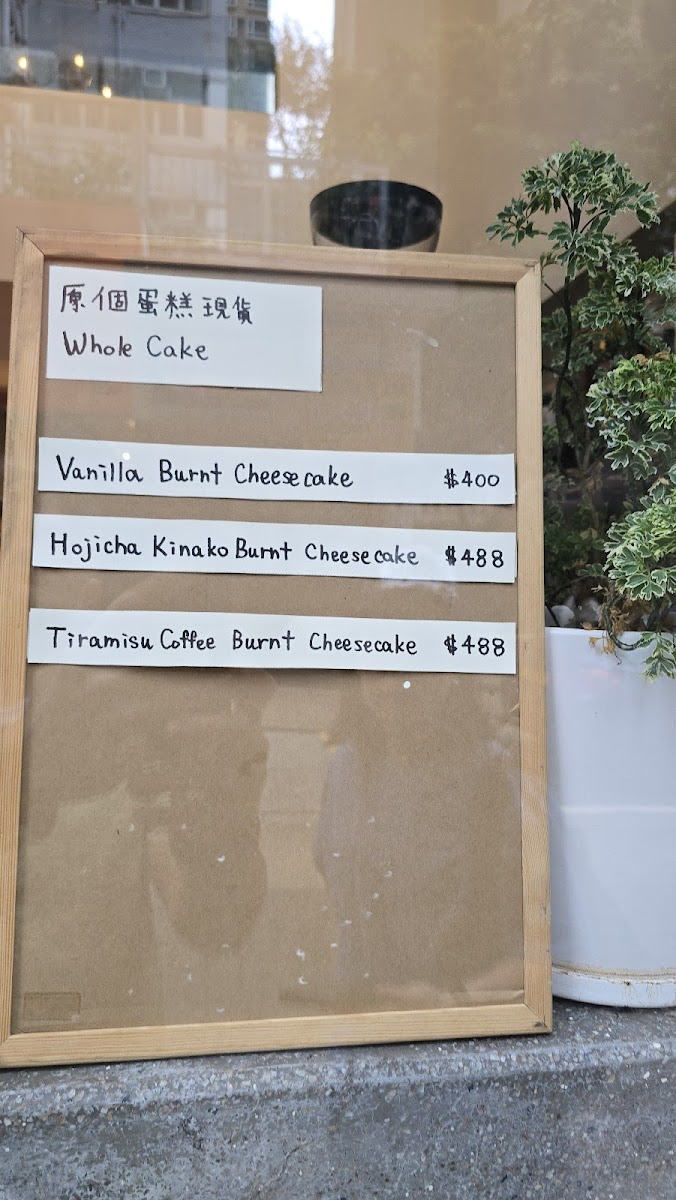 原個蛋糕現貨
Whole Cake
Vanilla Burnt Cheesecake $400
Hojicha Kinako Burnt Cheesecake $488
Tiramisu Coffee Burnt Cheesecake $488